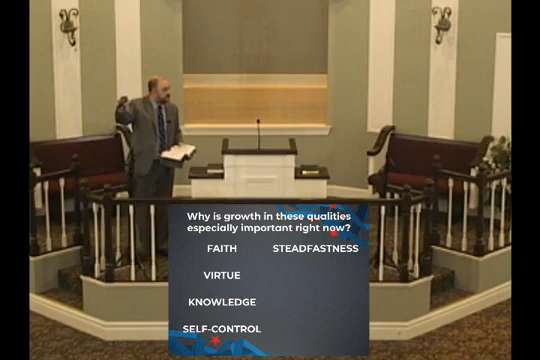 Why is growth in these qualities
especially important right now?
FAITH
STEADFASTNESS
VIRTUE
KNOWLEDGE
SELF-CONTROL